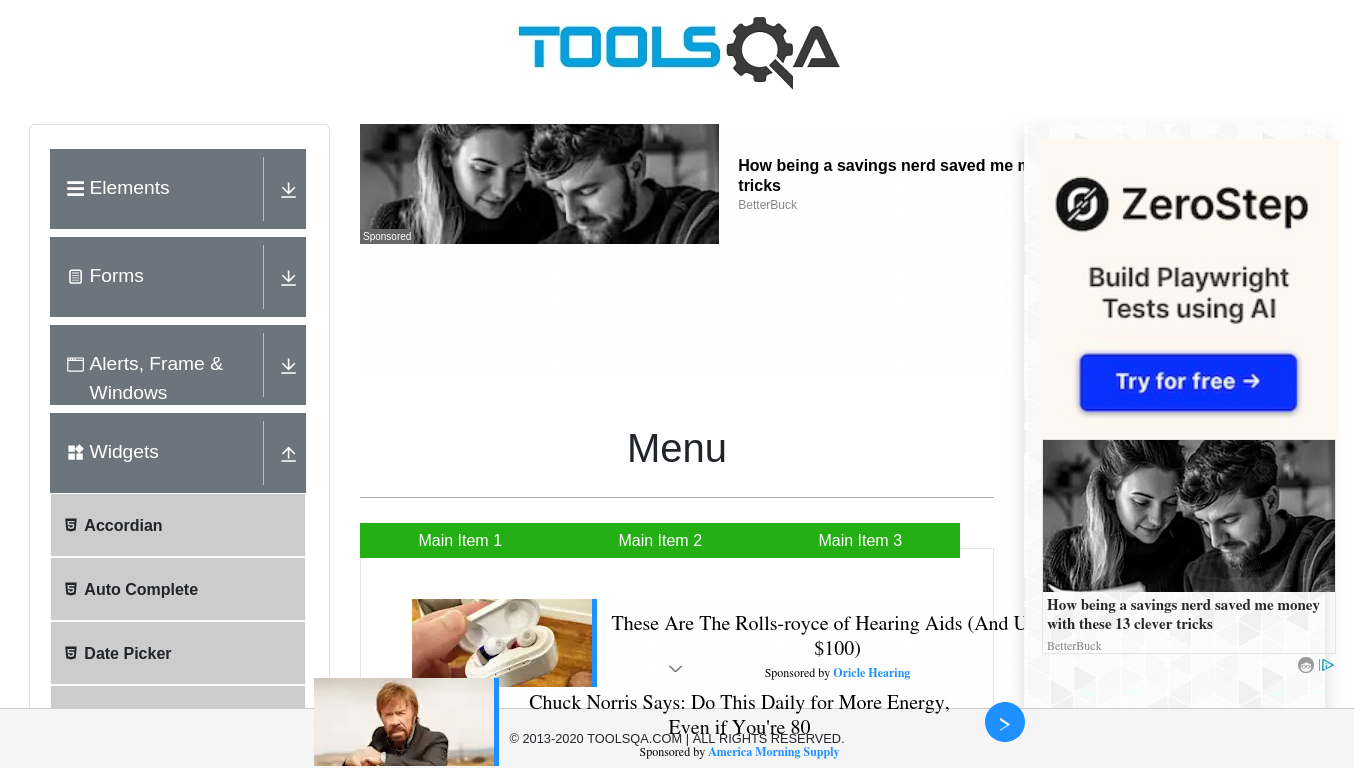 TOOLSQA
Elements
Forms
Alerts, Frame &
Windows
Widgets
Accordian
Auto Complete
Date Picker
Sponsored
How being a savings nerd saved me
tricks
BetterBuck
Menu
Main Item 1
Main Item 2
Main Item 3
These Are The Rolls-royce of Hearing Aids (And
$100)
Sponsored by Oricle Hearing
Chuck Norris Says: Do This Daily for More Energy,
Even if You're 80
Sponsored by America Morning Supply
© 2013-2020 TOOLSQA.COM | ALL RIGHTS RESERVED.
ZeroStep
Build Playwright
Tests using AI
Try for free →
How being a savings nerd saved me money
with these 13 clever tricks
BetterBuck